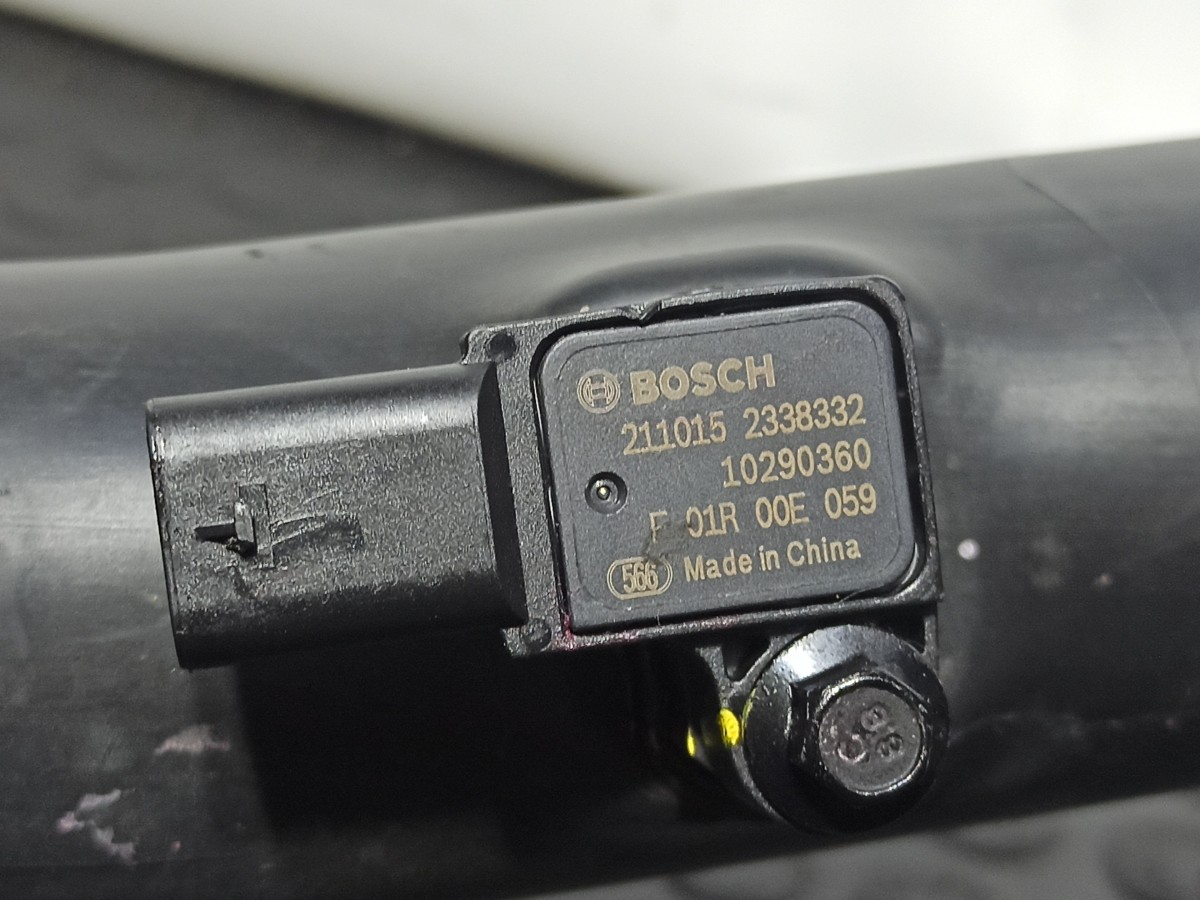 BOSCH
211015 2338332
10290360
F 01R 00E 059
566 Made in China